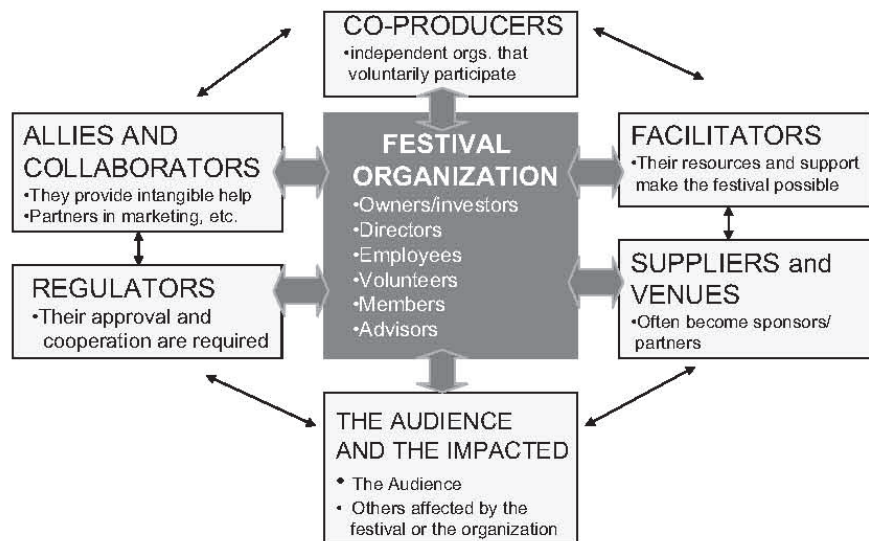 CO-PRODUCERS
•independent orgs. that
voluntarily participate
ALLIES AND
COLLABORATORS
•They provide intangible help
•Partners in marketing, etc.
FESTIVAL
ORGANIZATION
•Owners/investors
•Directors
•Employees
•Volunteers
•Members
•Advisors
FACILITATORS
•Their resources and support
make the festival possible
REGULATORS
•Their approval and
cooperation are required
SUPPLIERS and
VENUES
•Often become sponsors/
partners
THE AUDIENCE
AND THE IMPACTED
• The Audience
• Others affected by the
festival or the organization